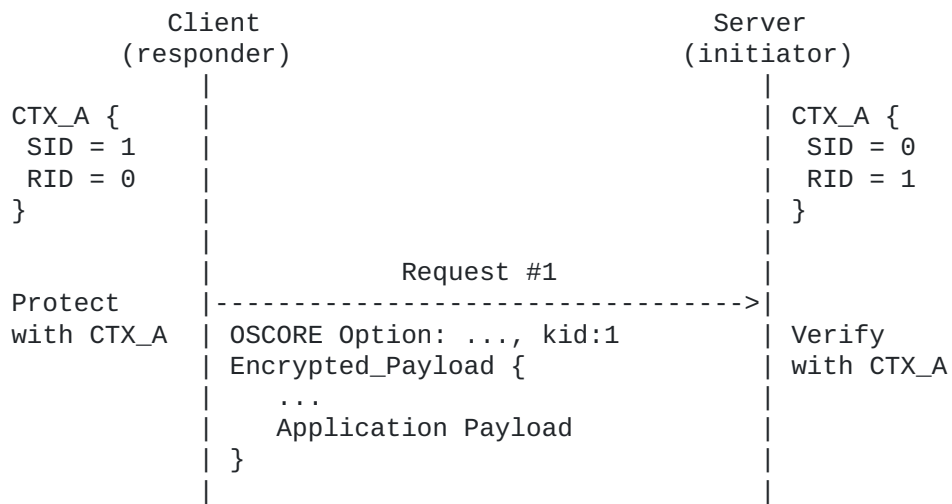 Client                           Server
(responder)                      (initiator)
|                                   |
CTX_A {      |                                   | CTX_A {
SID = 1     |                                   |  SID = 0
RID = 0     |                                   |  RID = 1
}            |                                   | }
|                                   |
|            Request #1             |
Protect      |---------------------------------->|
with CTX_A   | OSCORE Option: ..., kid:1         | Verify
| Encrypted_Payload {               | with CTX_A
|    ...                            |
|    Application Payload            |
| }                                 |
|                                   |